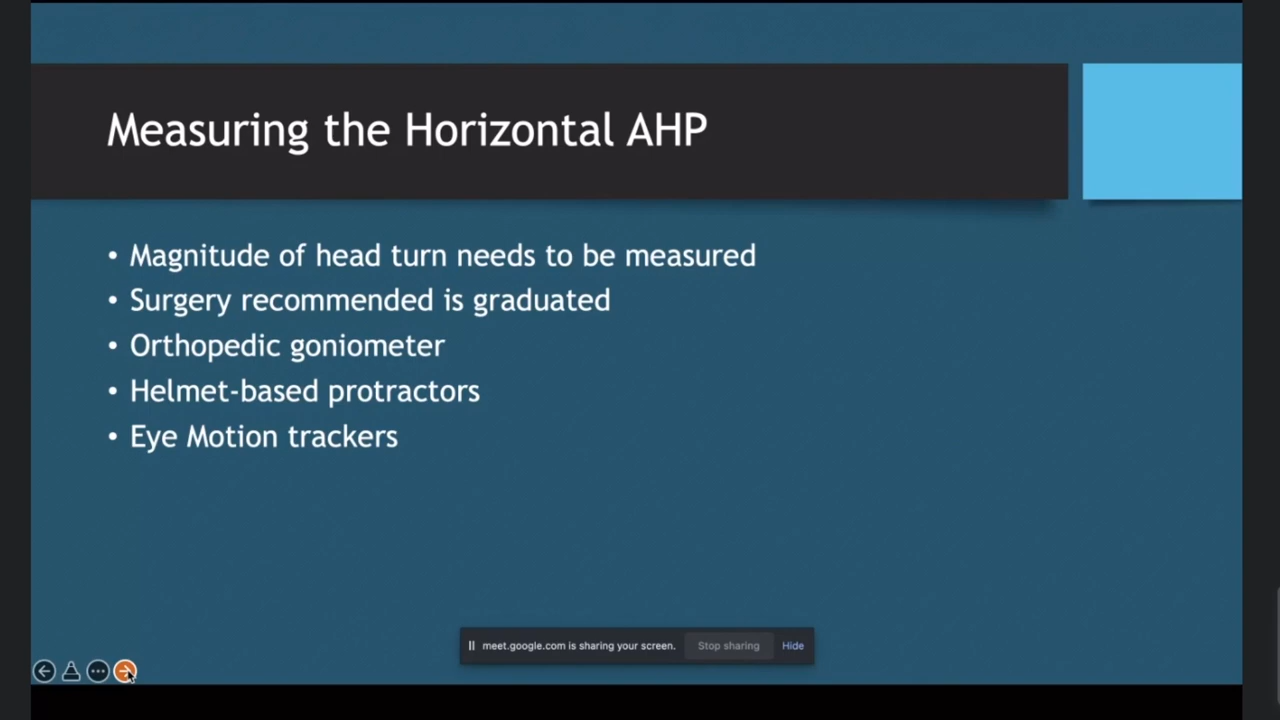 Measuring the Horizontal AHP
• Magnitude of head turn needs to be measured
• Surgery recommended is graduated
• Orthopedic goniometer
• Helmet-based protractors
• Eye Motion trackers
meet.google.com is sharing your screen. Stop sharing Hide